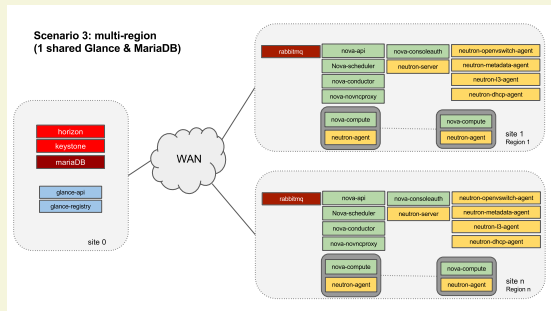 Scenario 3: multi-region
(1 shared Glance & MariaDB)
horizon
keystone
mariaDB
glance-api
glance-registry
site 0
WAN
rabbitmq
nova-api
nova-consoleauth
neutron-openvswitch-agent
Nova-scheduler
neutron-server
neutron-metadata-agent
nova-conductor
neutron-l3-agent
nova-novncproxy
neutron-dhcp-agent
nova-compute
neutron-agent
nova-compute
neutron-agent
site 1
Region 1
rabbitmq
nova-api
nova-consoleauth
neutron-openvswitch-agent
Nova-scheduler
neutron-server
neutron-metadata-agent
nova-conductor
neutron-l3-agent
nova-novncproxy
neutron-dhcp-agent
nova-compute
neutron-agent
nova-compute
neutron-agent
site n
Region n